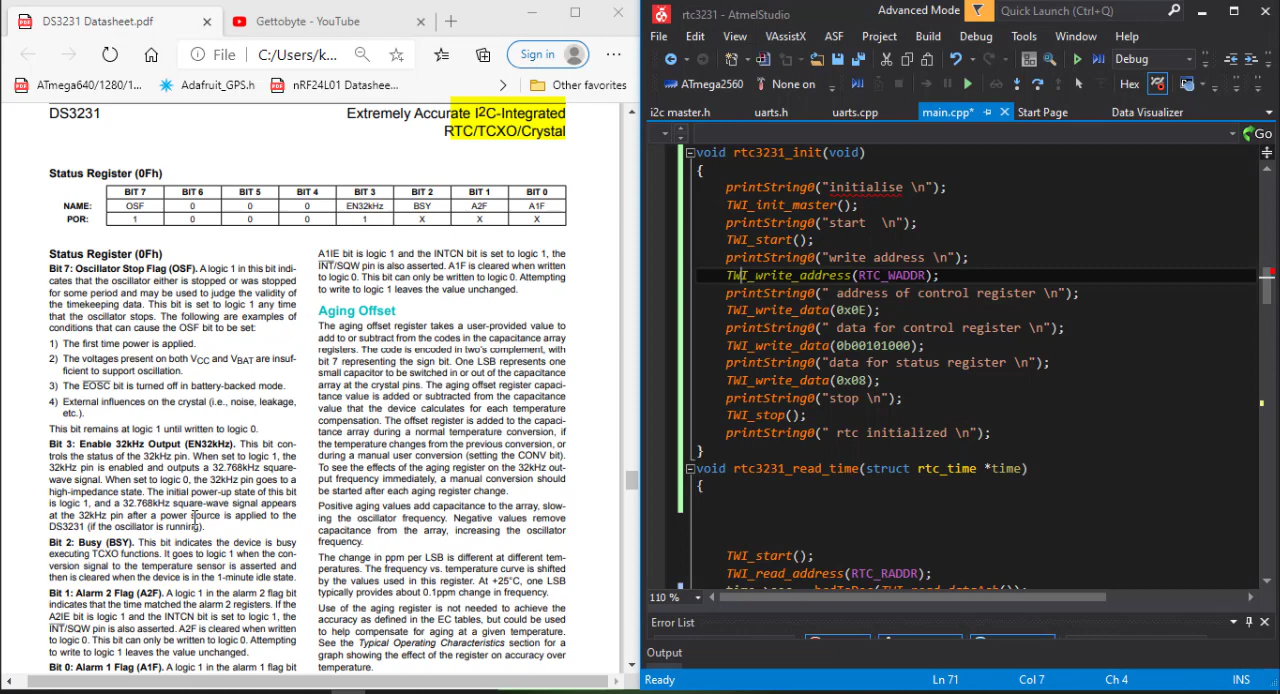 DS3231 Datasheet.pdf
Gettobyte - YouTube
File
C:/Users/k...
Sign in
ATmega640/1280/1...
Adafruit_GPS.h
nRF24L01 Datashee...
Other favorites
DS3231
Extremely Accurate I2C-Integrated
RTC/TCXO/Crystal
Status Register (0Fh)
BIT 7 BIT 6 BIT 5 BIT 4 BIT 3 BIT 2 BIT 1 BIT 0
NAME: OSF 0 0 0 EN32kHz BSY A2F A1F
POR: 1 0 0 0 1 X X X
Status Register (0Fh)
Bit 7: Oscillator Stop Flag (OSF). A logic 1 in this bit indi-
cates that the oscillator either is stopped or was stopped
for some period and may be used to judge the validity of
the timekeeping data. This bit is set to logic 1 any time
that the oscillator stops. The following are examples of
conditions that can cause the OSF bit to be set:
1) The first time power is applied.
2) The voltages present on both VCC and VBAT are insuf-
ficient to support oscillation.
3) The EOSC bit is turned off in battery-backed mode.
4) External influences on the crystal (i.e., noise, leakage,
etc.).
This bit remains at logic 1 until written to logic 0.
Bit 3: Enable 32kHz Output (EN32kHz). This bit con-
trols the status of the 32kHz pin. When set to logic 1, the
32kHz pin is enabled and outputs a 32.768kHz square-
wave signal. When set to logic 0, the 32kHz pin goes to a
high-impedance state. The initial power-up state of this bit
is logic 1, and a 32.768kHz square-wave signal appears
at the 32kHz pin after a power source is applied to the
DS3231 (if the oscillator is running).
Bit 2: Busy (BSY). This bit indicates the device is busy
executing TCXO functions. It goes to logic 1 when the con-
version signal to the temperature sensor is asserted and
then is cleared when the device is in the 1-minute idle state.
Bit 1: Alarm 2 Flag (A2F). A logic 1 in the alarm 2 flag bit
indicates that the time matched the alarm 2 registers. If the
A2IE bit is logic 1 and the INTCN bit is set to logic 1, the
INT/SQW pin is also asserted. A2F is cleared when written
to logic 0. This bit can only be written to logic 0. Attempting
to write to logic 1 leaves the value unchanged.
Bit 0: Alarm 1 Flag (A1F). A logic 1 in the alarm 1 flag bit
A1IE bit is logic 1 and the INTCN bit is set to logic 1, the
INT/SQW pin is also asserted. A1F is cleared when written
to logic 0. This bit can only be written to logic 0. Attempting
to write to logic 1 leaves the value unchanged.
Aging Offset
The aging offset register takes a user-provided value to
add to or subtract from the codes in the capacitance array
registers. The code is encoded in two's complement, with
bit 7 representing the sign bit. One LSB represents one
small capacitor to be switched in or out of the capacitance
array at the crystal pins. The aging offset register capaci-
tance value is added or subtracted from the capacitance
value that the device calculates for each temperature
compensation. The offset register is added to the capaci-
tance array during a normal temperature conversion, if
the temperature changes from the previous conversion, or
during a manual user conversion (setting the CONV bit).
To see the effects of the aging register on the 32kHz out-
put frequency immediately, a manual conversion should
be started after each aging register change.
Positive aging values add capacitance to the array, slow-
ing the oscillator frequency. Negative values remove
capacitance from the array, increasing the oscillator
frequency.
The change in ppm per LSB is different at different tem-
peratures. The frequency vs. temperature curve is shifted
by the values used in this register. At +25°C, one LSB
typically provides about 0.1ppm change in frequency.
Use of the aging register is not needed to achieve the
accuracy as defined in the EC tables, but could be used
to help compensate for aging at a given temperature.
See the Typical Operating Characteristics section for a
graph showing the effect of the register on accuracy over
temperature.
rtc3231 - AtmelStudio
Advanced Mode
Quick Launch (Ctrl+Q)
File Edit View VAssistX ASF Project Build Debug Tools Window Help
Debug
ATmega2560
None on
Hex
i2c master.h uarts.h uarts.cpp main.cpp* Start Page Data Visualizer
Go
void rtc3231_init(void)
{
printString0("initialise \n");
TWI_init_master();
printString0("start  \n");
TWI_start();
printString0("write address \n");
TWI_write_address(RTC_WADDR);
printString0(" address of control register \n");
TWI_write_data(0x0E);
printString0(" data for control register \n");
TWI_write_data(0b00101000);
printString0("data for status register \n");
TWI_write_data(0x08);
printString0("stop \n");
TWI_stop();
printString0(" rtc initialized \n");
}
void rtc3231_read_time(struct rtc_time *time)
{
TWI_start();
TWI_read_address(RTC_RADDR);
110 %
Error List
Output
Ready
Ln 71 Col 7 Ch 4 INS